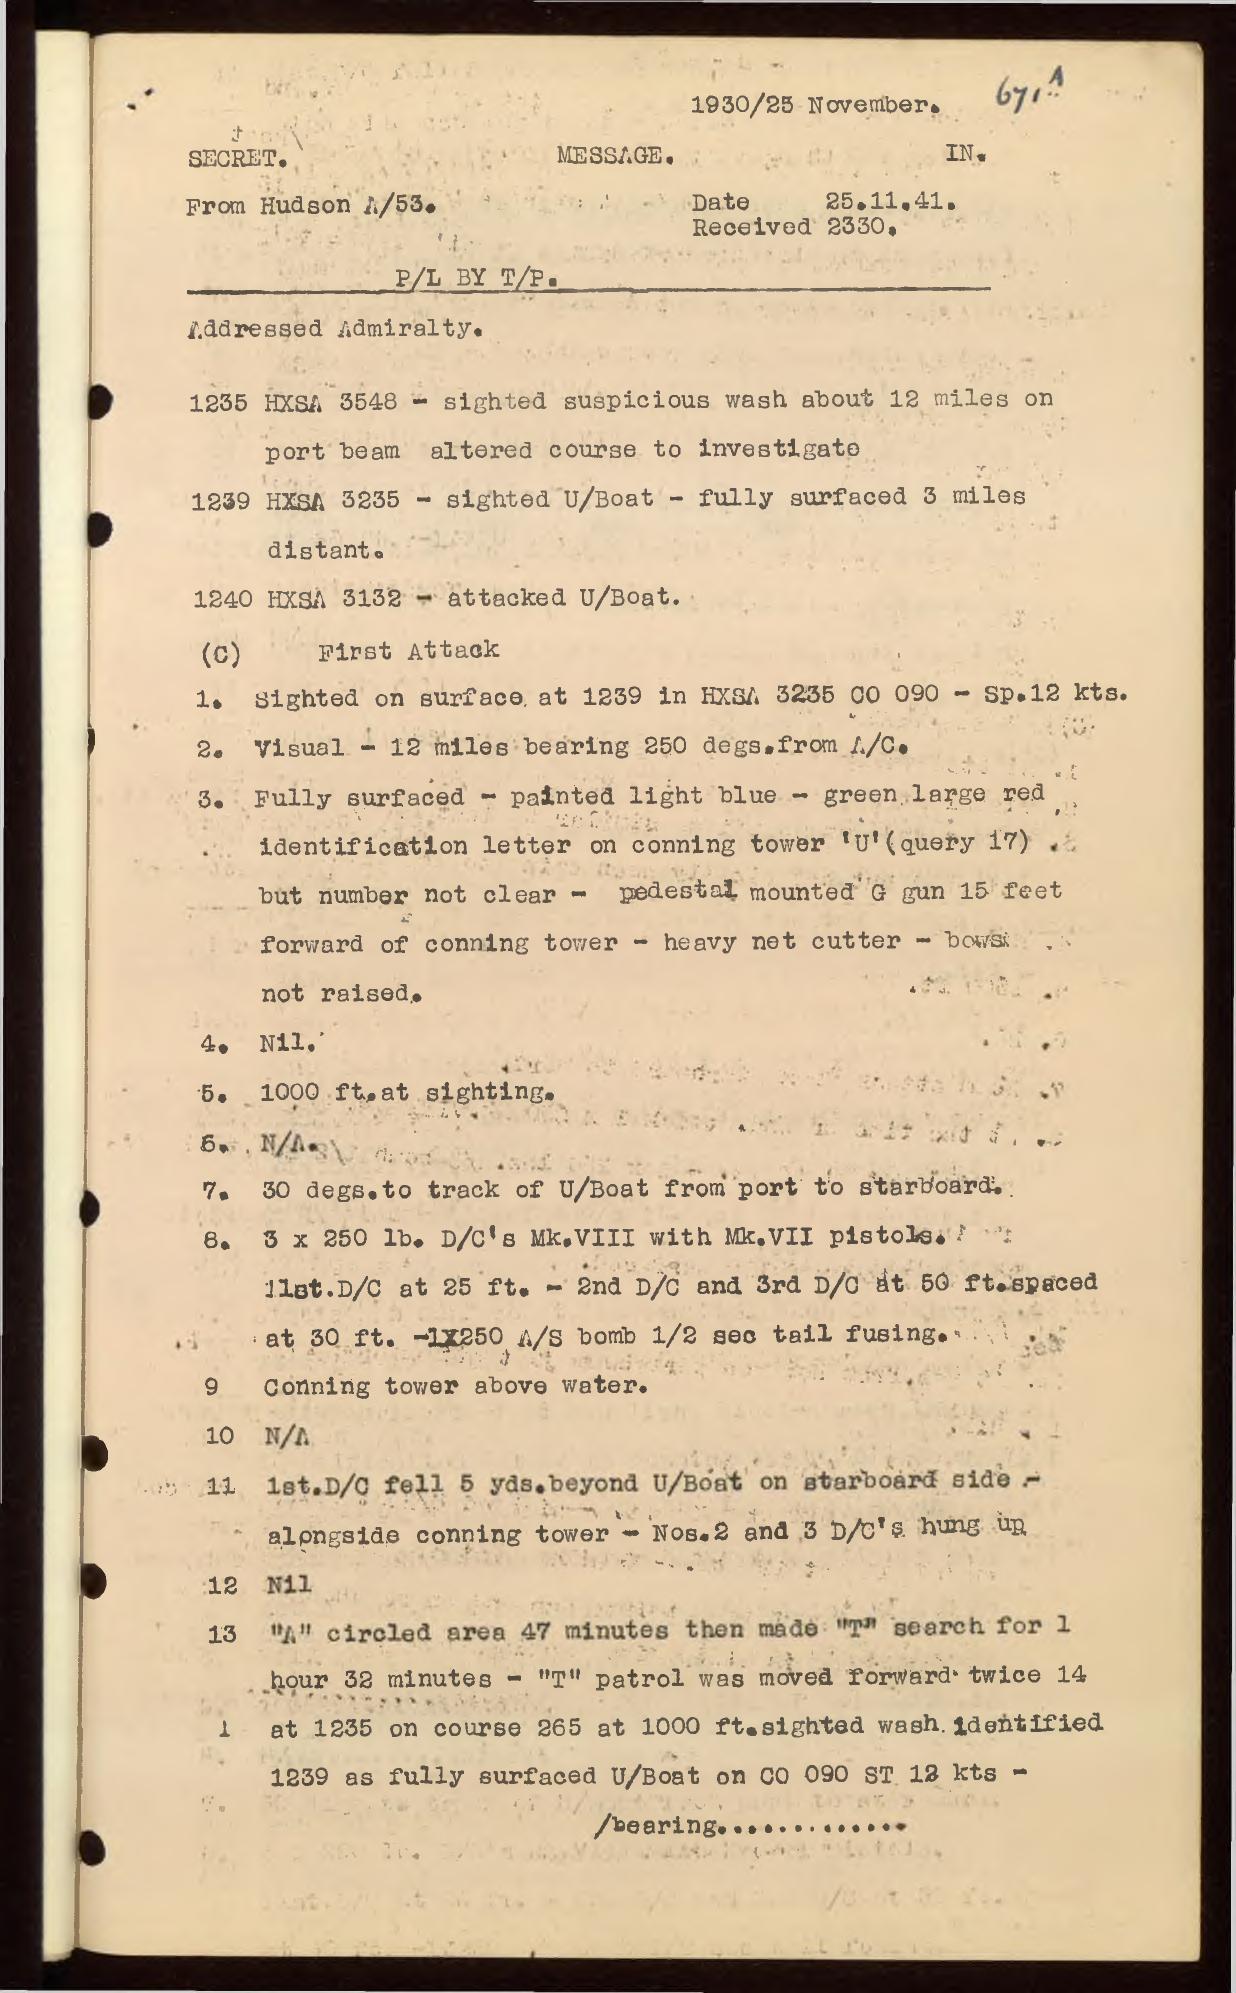 671A
1930/25 November.
SECRET. MESSAGE. IN.
From Hudson A/53. Date 25.11.41.
Received 2330.
P/L BY T/P.
Addressed Admiralty.
1235 HXSA 3548 - sighted suspicious wash about 12 miles on
port beam altered course to investigate
1239 HXSA 3235 - sighted U/Boat - fully surfaced 3 miles
distant.
1240 HXSA 3132 - attacked U/Boat.
(C) First Attack
1. Sighted on surface at 1239 in HXSA 3235 CO 090 - Sp.12 kts.
2. Visual - 12 miles bearing 250 degs.from A/C.
3. Fully surfaced - painted light blue - green large red
identification letter on conning tower 'U'(query 17)
but number not clear - pedestal mounted G gun 15 feet
forward of conning tower - heavy net cutter - bows
not raised.
4. Nil.
5. 1000 ft.at sighting.
6. N/A.
7. 30 degs.to track of U/Boat from port to starboard.
8. 3 x 250 lb. D/C's Mk.VIII with Mk.VII pistols.
1st.D/C at 25 ft. - 2nd D/C and 3rd D/C at 50 ft.spaced
at 30 ft. -1X250 A/S bomb 1/2 sec tail fusing.
9 Conning tower above water.
10 N/A
11 1st.D/C fell 5 yds.beyond U/Boat on starboard side -
alongside conning tower - Nos.2 and 3 D/C's hung up
12 Nil
13 "A" circled area 47 minutes then made "T" search for 1
hour 32 minutes - "T" patrol was moved forward twice 14
1 at 1235 on course 265 at 1000 ft.sighted wash identified
1239 as fully surfaced U/Boat on CO 090 ST 12 kts -
/bearing..............